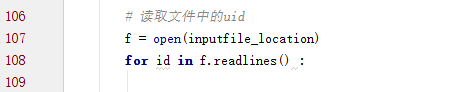 106 # 读取文件中的uid
107 f = open(inputfile_location)
108 for id in f.readlines() :
109